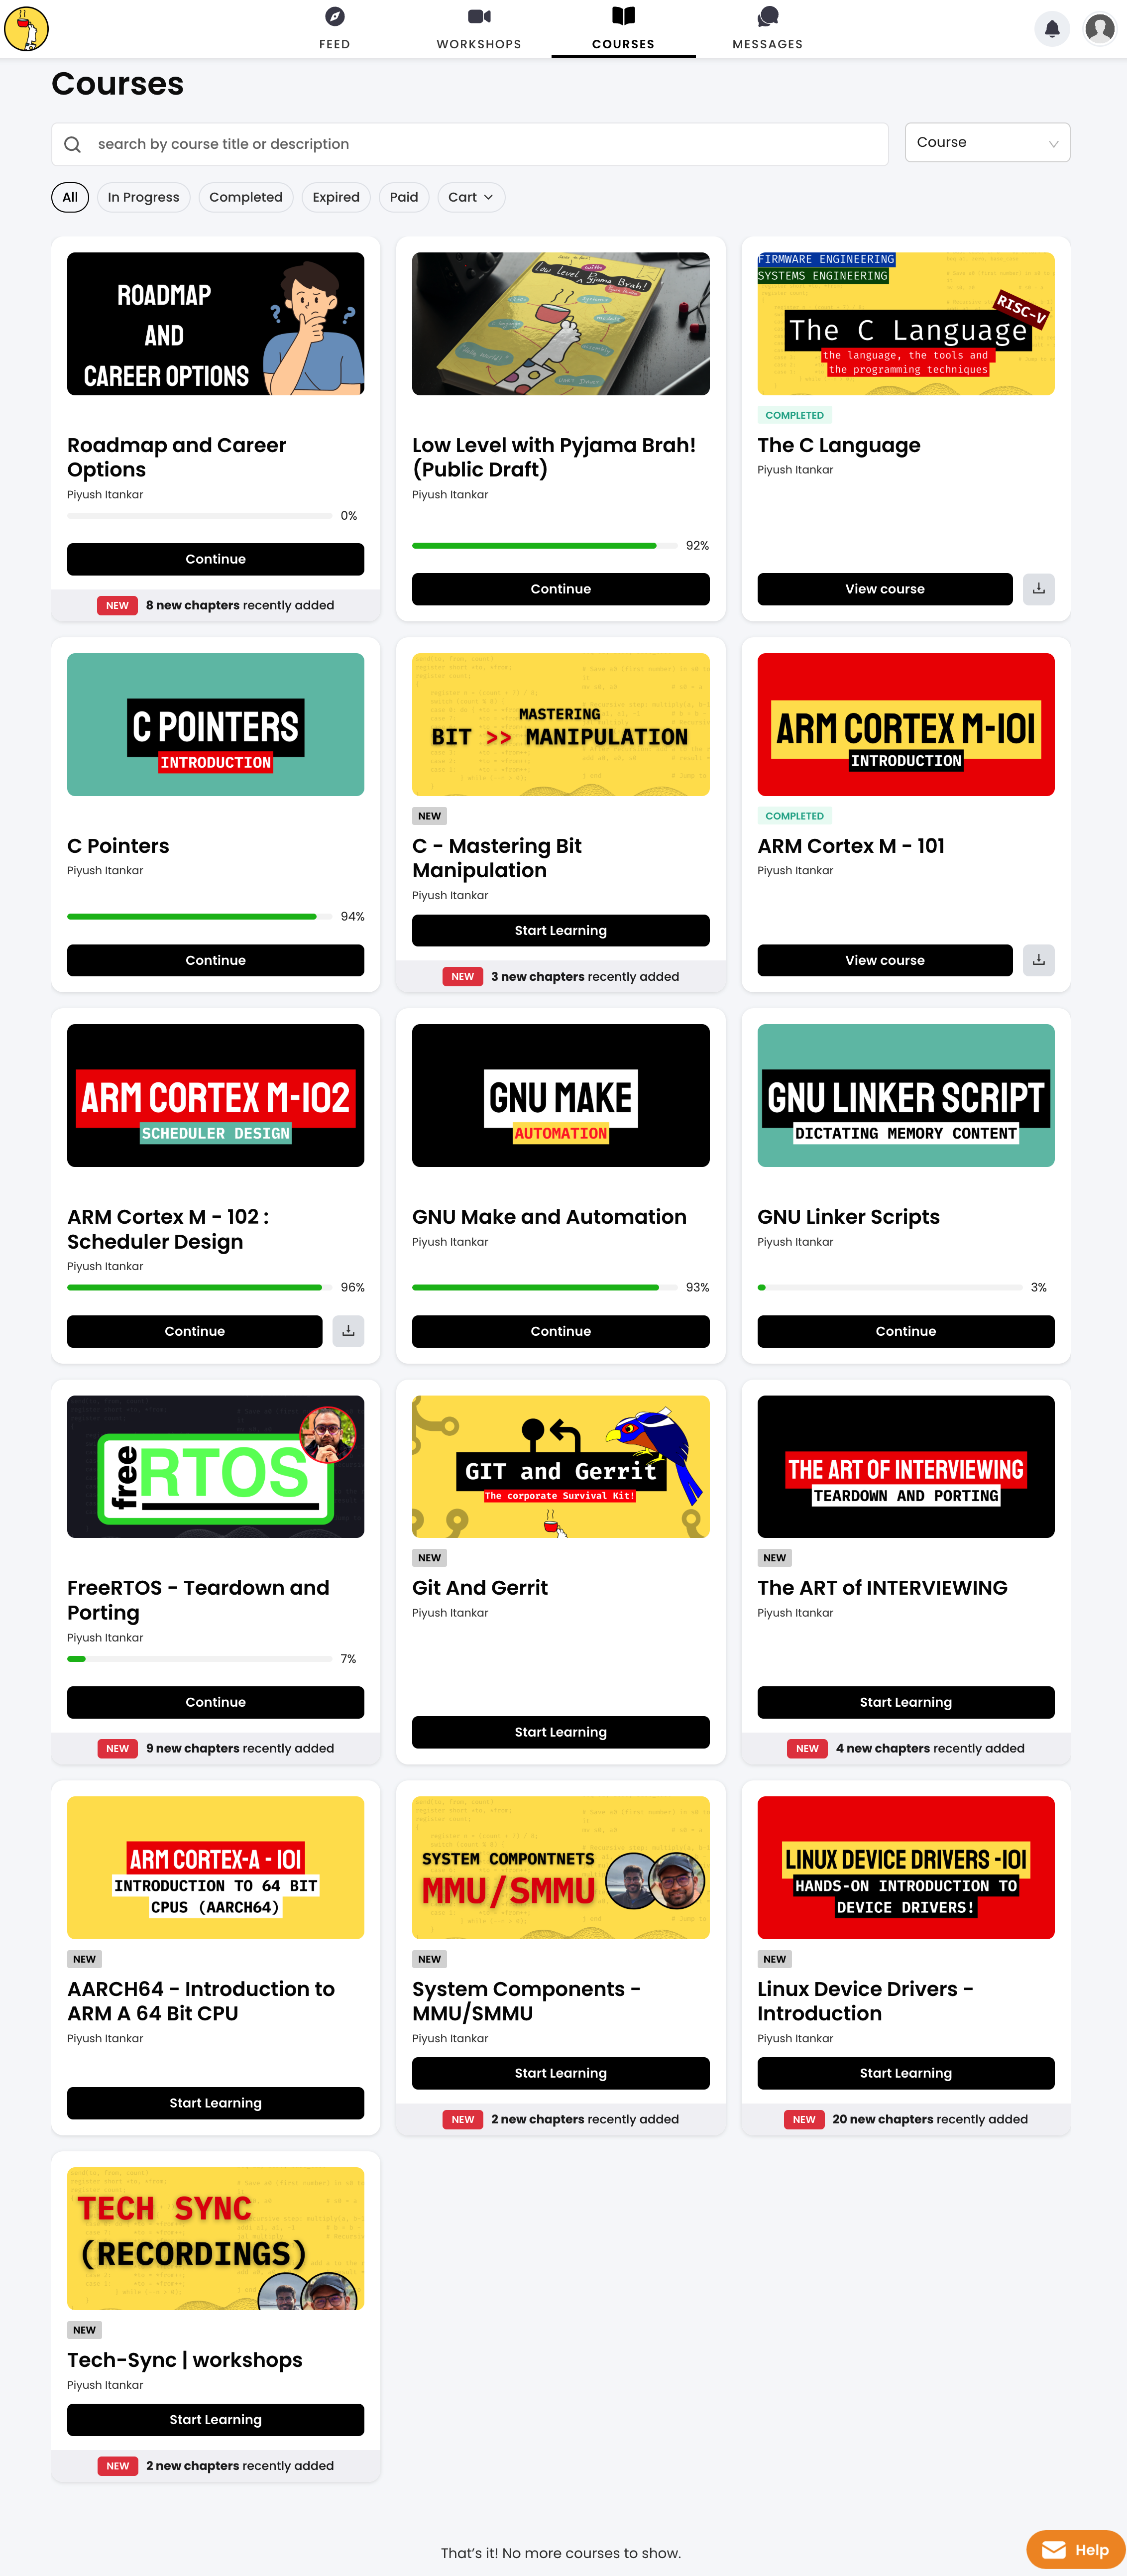 FEED
WORKSHOPS
COURSES
MESSAGES
Courses
search by course title or description
Course
All
In Progress
Completed
Expired
Paid
Cart
ROADMAP
AND
CAREER OPTIONS
Roadmap and Career
Options
Piyush Itankar
0%
Continue
NEW 8 new chapters recently added
Low Level with Pyjama Brah!
Low Level with Pyjama Brah!
(Public Draft)
Piyush Itankar
92%
Continue
FIRMWARE ENGINEERING
SYSTEMS ENGINEERING
RISC-V
The C Language
the language, the tools and
the programming techniques
COMPLETED
The C Language
Piyush Itankar
View course
C POINTERS
INTRODUCTION
C Pointers
Piyush Itankar
94%
Continue
MASTERING
BIT >> MANIPULATION
NEW
C - Mastering Bit
Manipulation
Piyush Itankar
Start Learning
NEW 3 new chapters recently added
ARM CORTEX M-101
INTRODUCTION
COMPLETED
ARM Cortex M - 101
Piyush Itankar
View course
ARM CORTEX M-102
SCHEDULER DESIGN
ARM Cortex M - 102 :
Scheduler Design
Piyush Itankar
96%
Continue
GNU MAKE
AUTOMATION
GNU Make and Automation
Piyush Itankar
93%
Continue
GNU LINKER SCRIPT
DICTATING MEMORY CONTENT
GNU Linker Scripts
Piyush Itankar
3%
Continue
free RTOS
FreeRTOS - Teardown and
Porting
Piyush Itankar
7%
Continue
NEW 9 new chapters recently added
GIT and Gerrit
The corporate Survival Kit!
NEW
Git And Gerrit
Piyush Itankar
Start Learning
THE ART OF INTERVIEWING
TEARDOWN AND PORTING
NEW
The ART of INTERVIEWING
Piyush Itankar
Start Learning
NEW 4 new chapters recently added
ARM CORTEX-A - 101
INTRODUCTION TO 64 BIT
CPUS (AARCH64)
NEW
AARCH64 - Introduction to
ARM A 64 Bit CPU
Piyush Itankar
Start Learning
SYSTEM COMPONTNETS
MMU/SMMU
NEW
System Components -
MMU/SMMU
Piyush Itankar
Start Learning
NEW 2 new chapters recently added
LINUX DEVICE DRIVERS -101
HANDS-ON INTRODUCTION TO
DEVICE DRIVERS!
NEW
Linux Device Drivers -
Introduction
Piyush Itankar
Start Learning
NEW 20 new chapters recently added
TECH SYNC
(RECORDINGS)
NEW
Tech-Sync | workshops
Piyush Itankar
Start Learning
NEW 2 new chapters recently added
That's it! No more courses to show.
Help